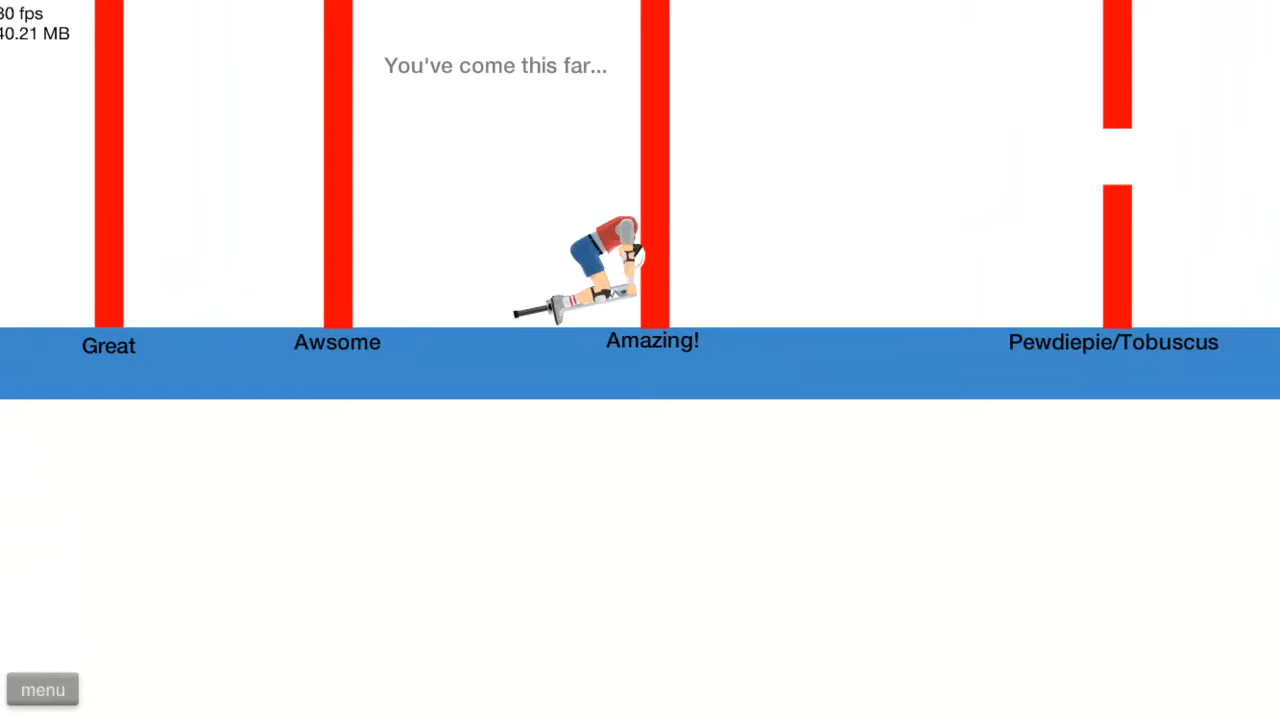 30 fps
40.21 MB
You've come this far...
Great
Awsome
Amazing!
Pewdiepie/Tobuscus
menu